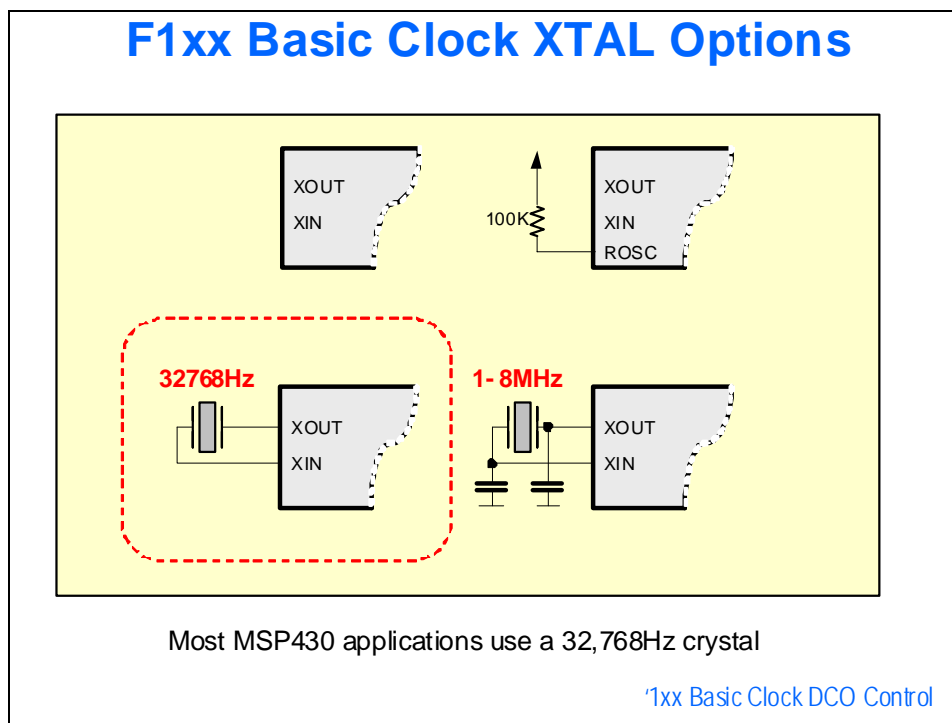 F1xx Basic Clock XTAL Options
XOUT
XIN
100K
XOUT
XIN
ROSC
32768Hz
XOUT
XIN
1- 8MHz
XOUT
XIN
Most MSP430 applications use a 32,768Hz crystal
‘1xx Basic Clock DCO Control